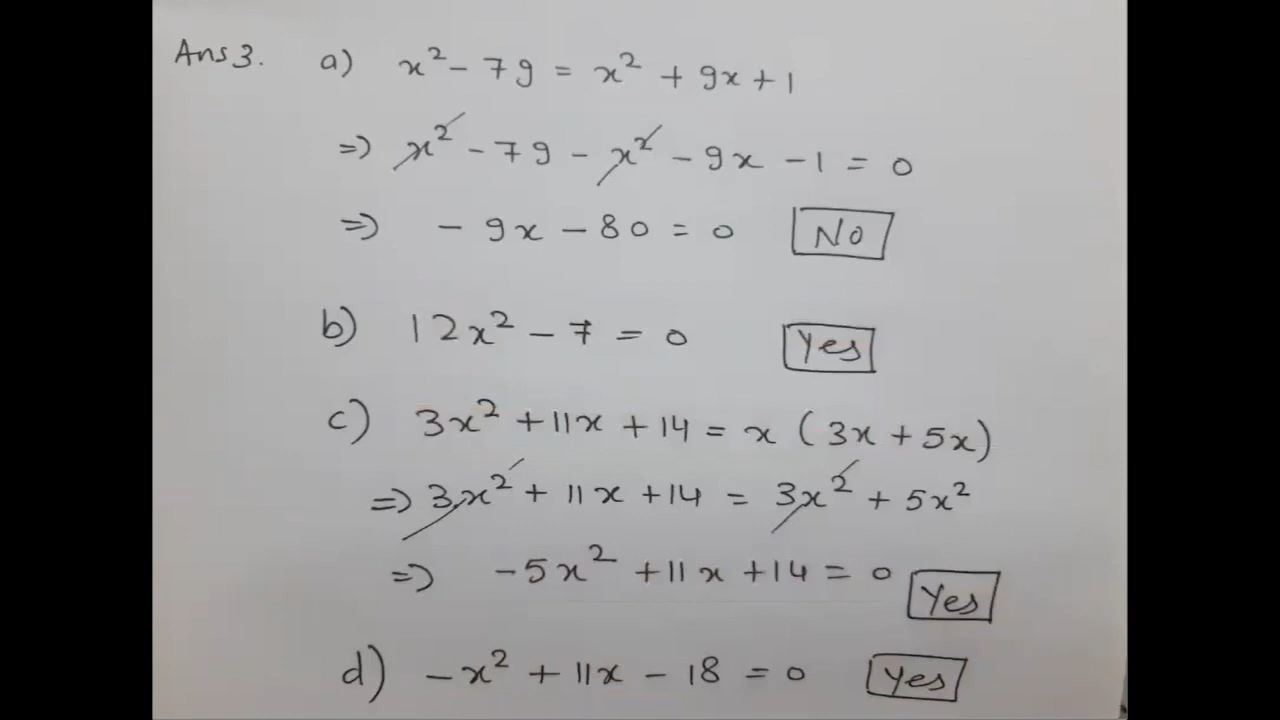 Ans 3. a) x² - 79 = x² + 9x + 1
=> x² - 79 - x² - 9x - 1 = 0
=> - 9x - 80 = 0 No
b) 12x² - 7 = 0 Yes
c) 3x² + 11x + 14 = x (3x + 5x)
=> 3x² + 11x + 14 = 3x² + 5x²
=> -5x² + 11x + 14 = 0 Yes
d) -x² + 11x - 18 = 0 Yes